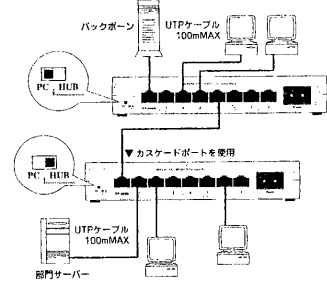 バックボーン
UTPケーブル
100mMAX
PC HUB
▼カスケードポートを使用
PC HUB
UTPケーブル
100mMAX
部門サーバー